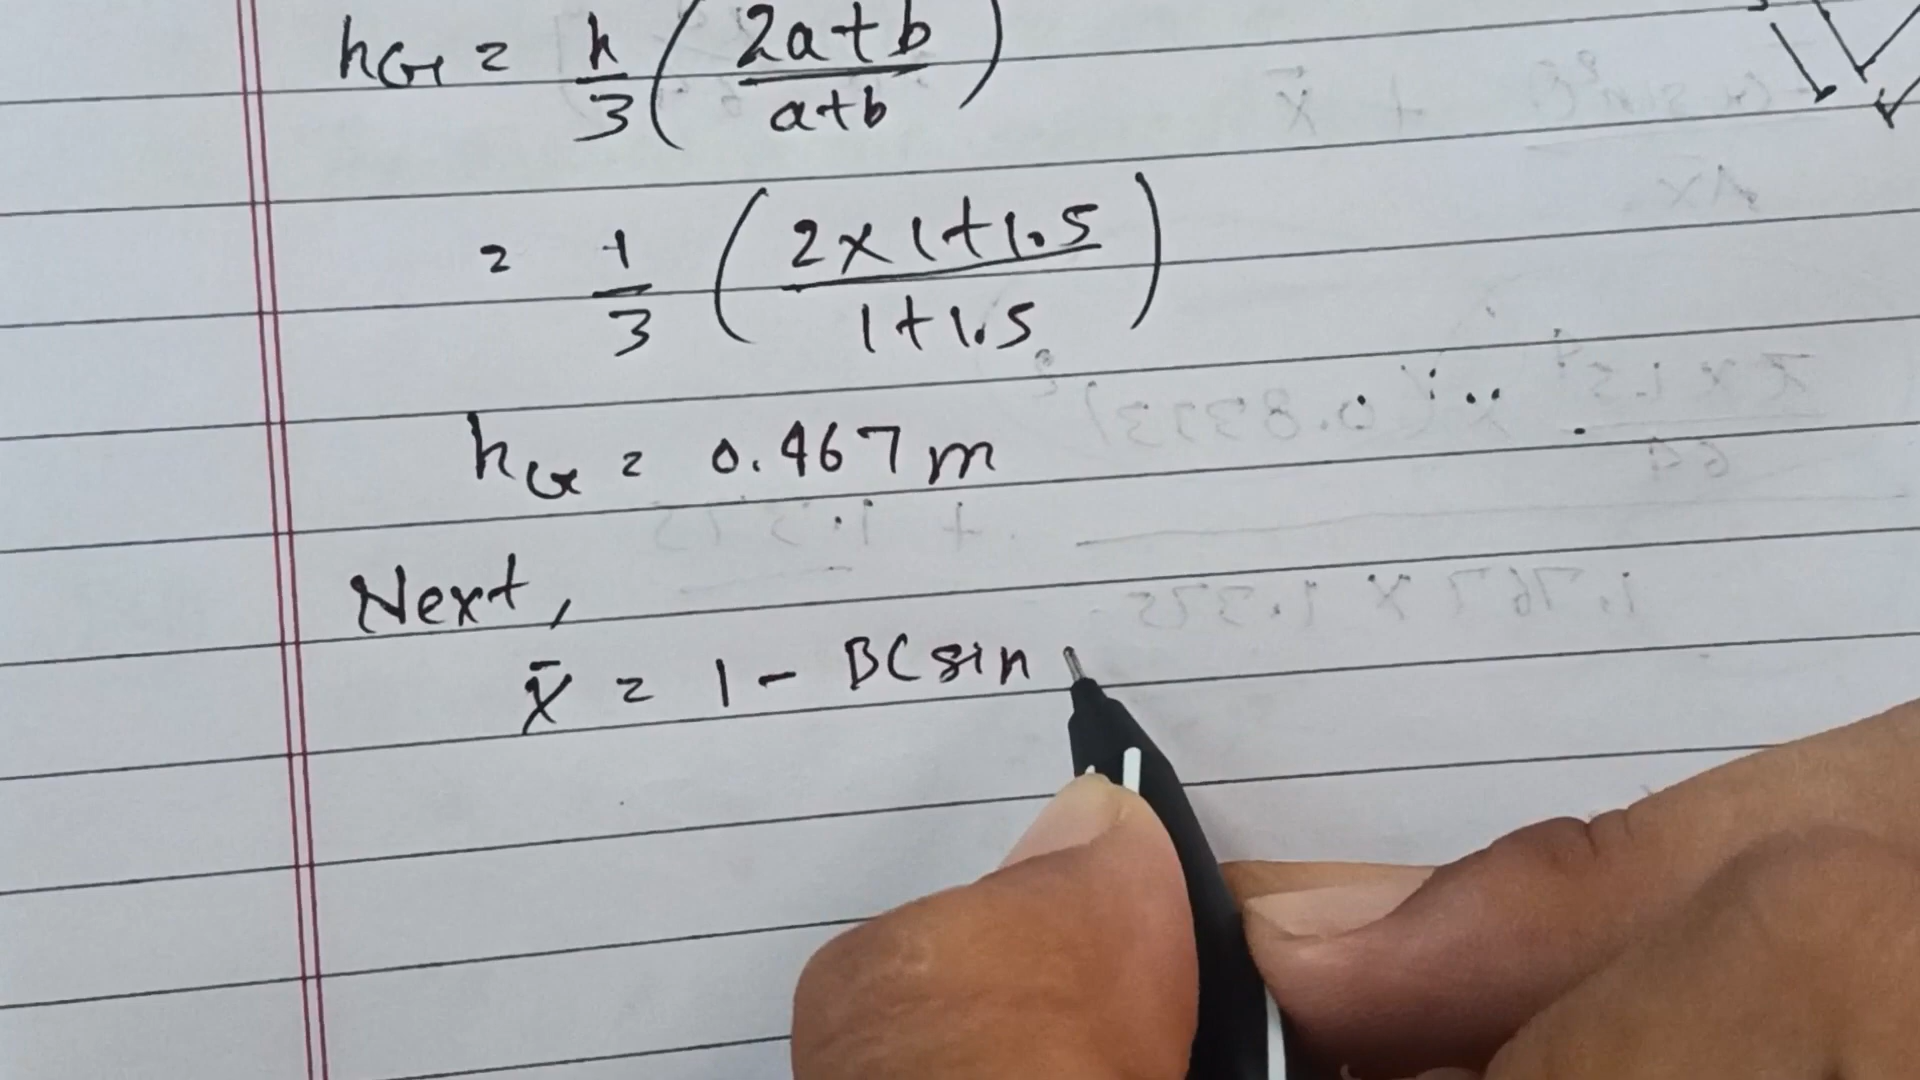 hG = h/3 ( 2a+b / a+b )
= 1/3 ( 2×1+1.5 / 1+1.5 )
hG = 0.467 m
Next,
x̄ = 1 - BC sin